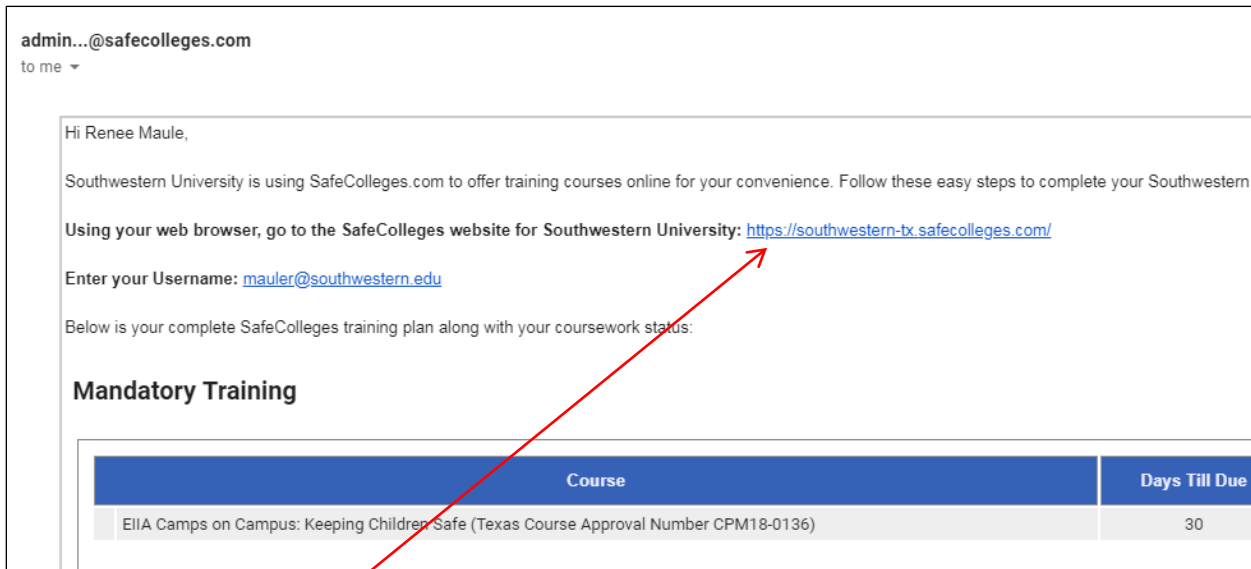 admin...@safecolleges.com
to me
Hi Renee Maule,
Southwestern University is using SafeColleges.com to offer training courses online for your convenience. Follow these easy steps to complete your Southwestern
Using your web browser, go to the SafeColleges website for Southwestern University: https://southwestern-tx.safecolleges.com/
Enter your Username: mauler@southwestern.edu
Below is your complete SafeColleges training plan along with your coursework status:
Mandatory Training
Course Days Till Due
EIIA Camps on Campus: Keeping Children Safe (Texas Course Approval Number CPM18-0136) 30